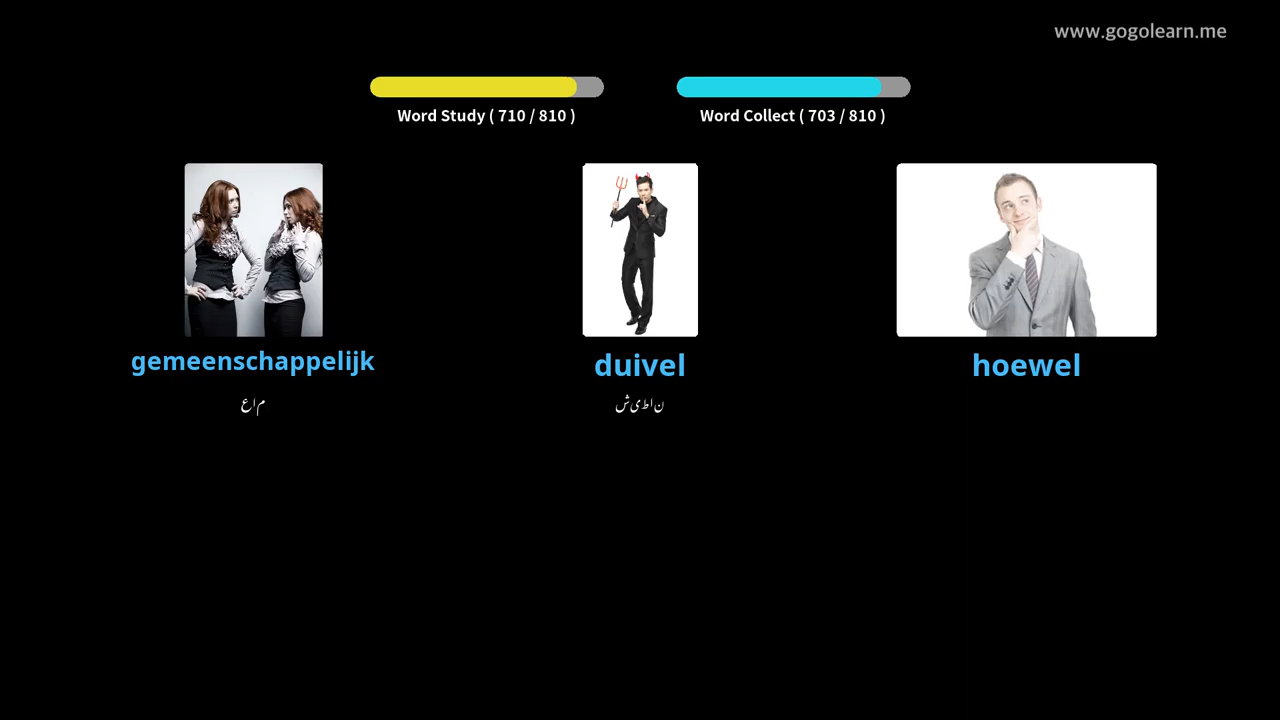 www.gogolearn.me
Word Study ( 710 / 810 )
Word Collect ( 703 / 810 )
gemeenschappelijk
duivel
hoewel
عام
شیطان